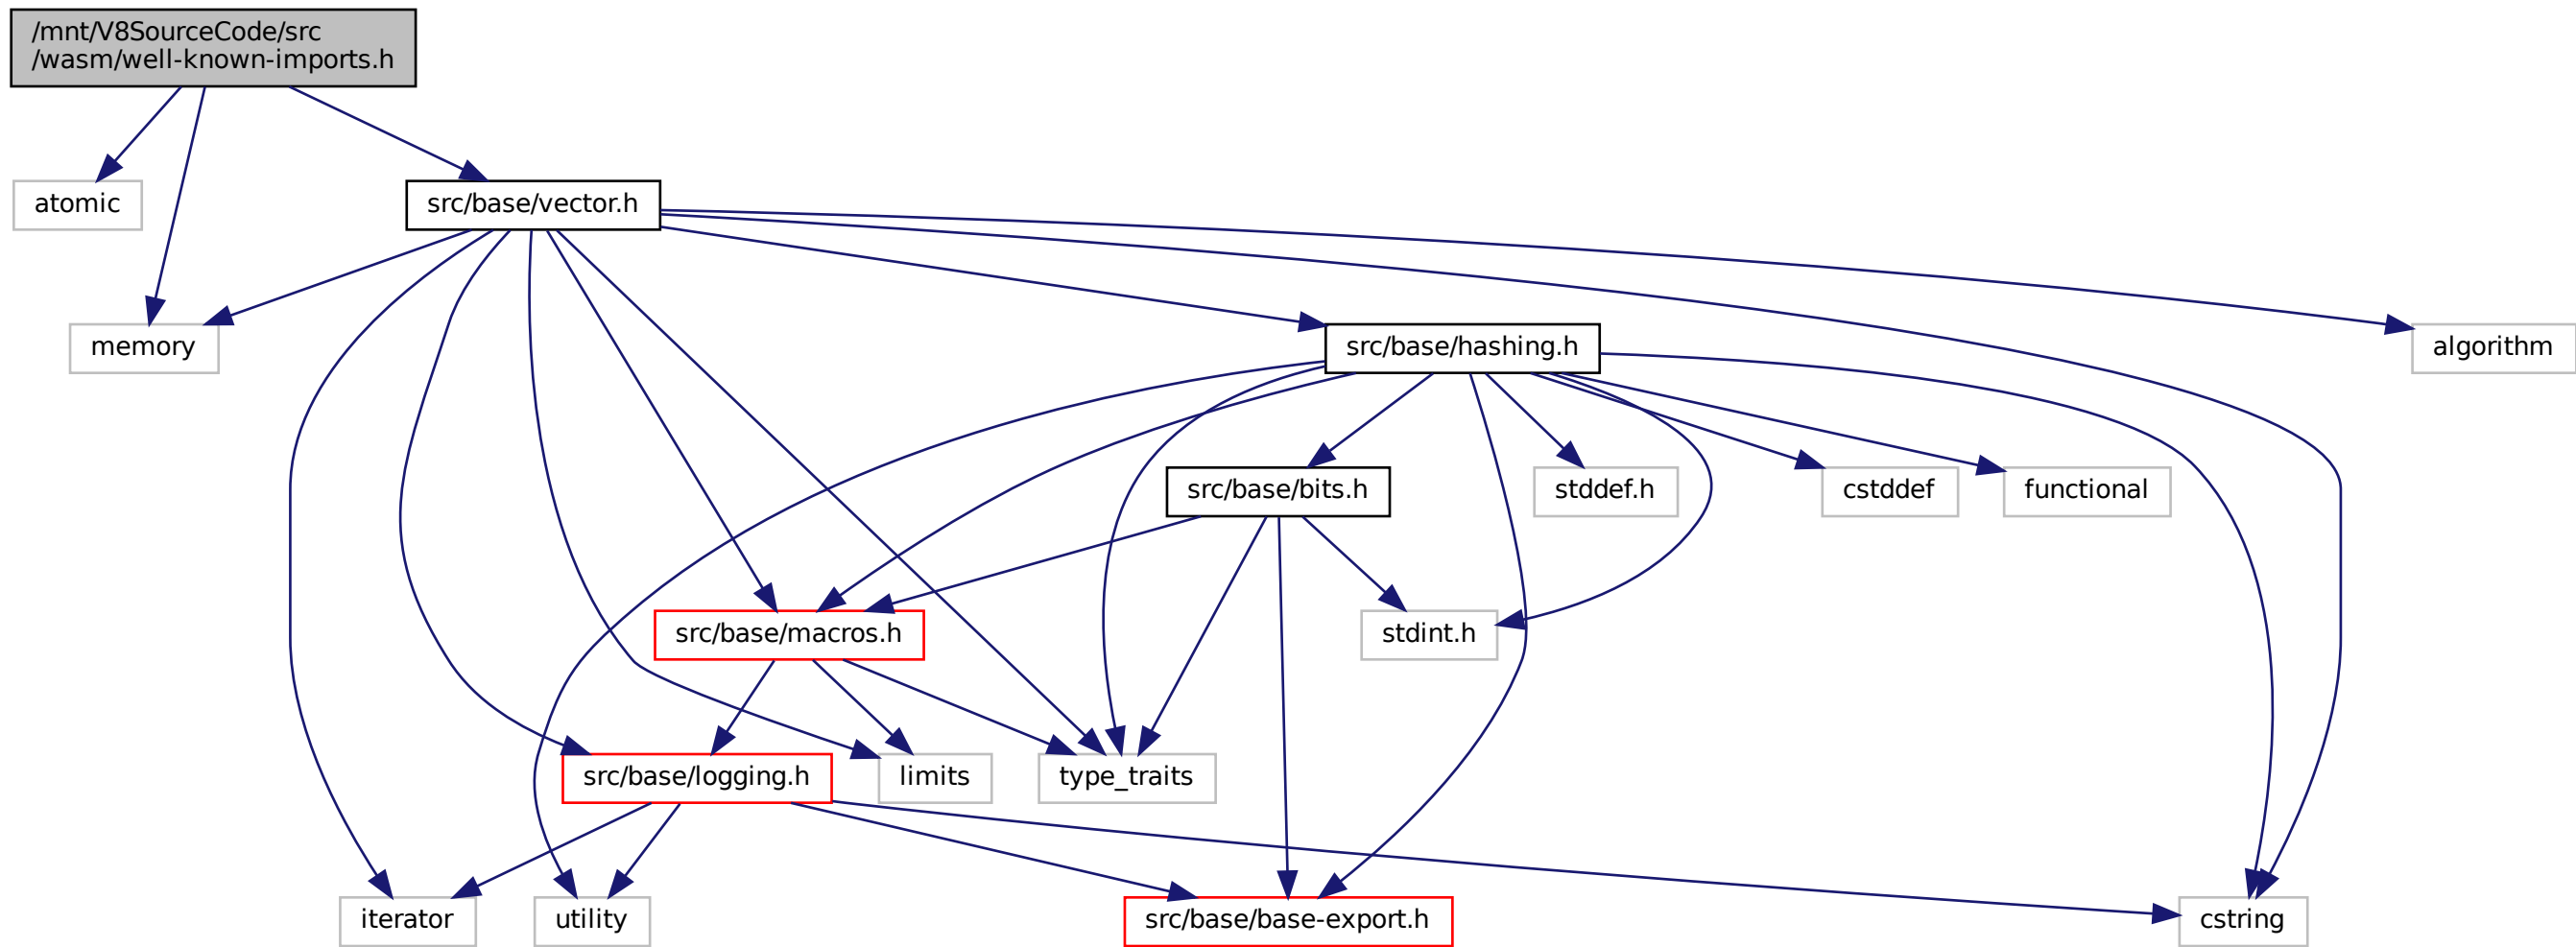 /mnt/V8SourceCode/src
/wasm/well-known-imports.h
atomic
src/base/vector.h
memory
src/base/hashing.h
algorithm
src/base/bits.h
stddef.h
cstddef
functional
src/base/macros.h
stdint.h
src/base/logging.h
limits
type_traits
iterator
utility
src/base/base-export.h
cstring